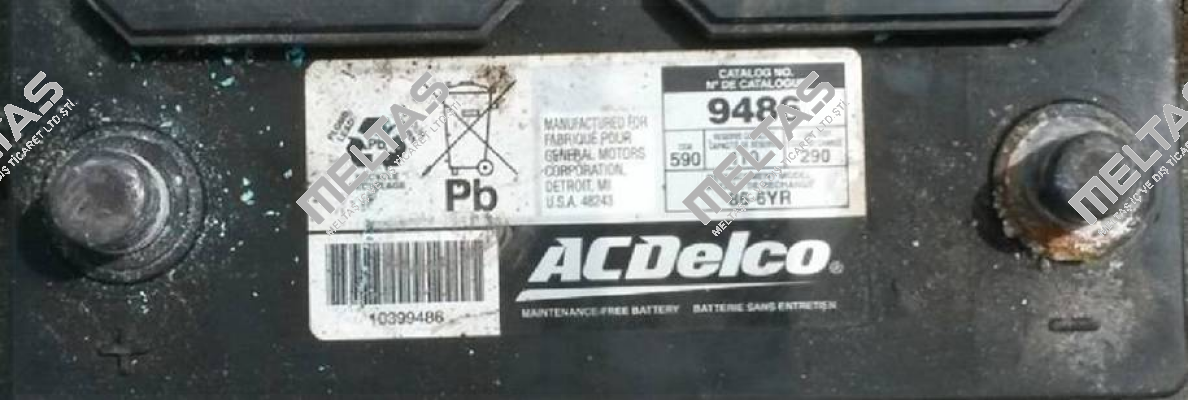 Pb
MANUFACTURED FOR
FABRIQUÉ POUR
GENERAL MOTORS
CORPORATION,
DETROIT, MI
U.S.A. 48243
CATALOG NO.
N° DE CATALOGUE
9486
CCA
590
290
86-6YR
10399486
ACDelco®
MAINTENANCE-FREE BATTERY BATTERIE SANS ENTRETIEN
+
−
MELTAS
MELTAS
MELTAS
MELTAS